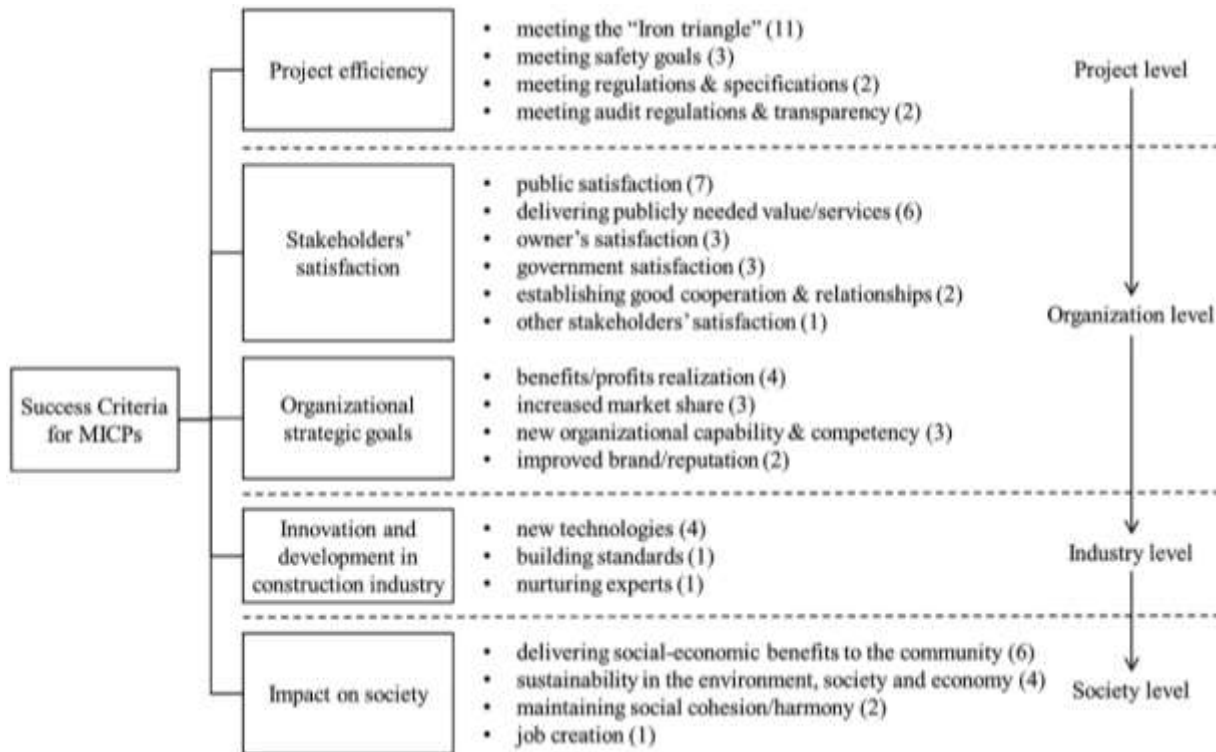 Success Criteria
for MICPs
Project efficiency
• meeting the “Iron triangle” (11)
• meeting safety goals (3)
• meeting regulations & specifications (2)
• meeting audit regulations & transparency (2)
Project level
Stakeholders’
satisfaction
• public satisfaction (7)
• delivering publicly needed value/services (6)
• owner’s satisfaction (3)
• government satisfaction (3)
• establishing good cooperation & relationships (2)
• other stakeholders’ satisfaction (1)
Organization level
Organizational
strategic goals
• benefits/profits realization (4)
• increased market share (3)
• new organizational capability & competency (3)
• improved brand/reputation (2)
Innovation and
development in
construction industry
• new technologies (4)
• building standards (1)
• nurturing experts (1)
Industry level
Impact on society
• delivering social-economic benefits to the community (6)
• sustainability in the environment, society and economy (4)
• maintaining social cohesion/harmony (2)
• job creation (1)
Society level